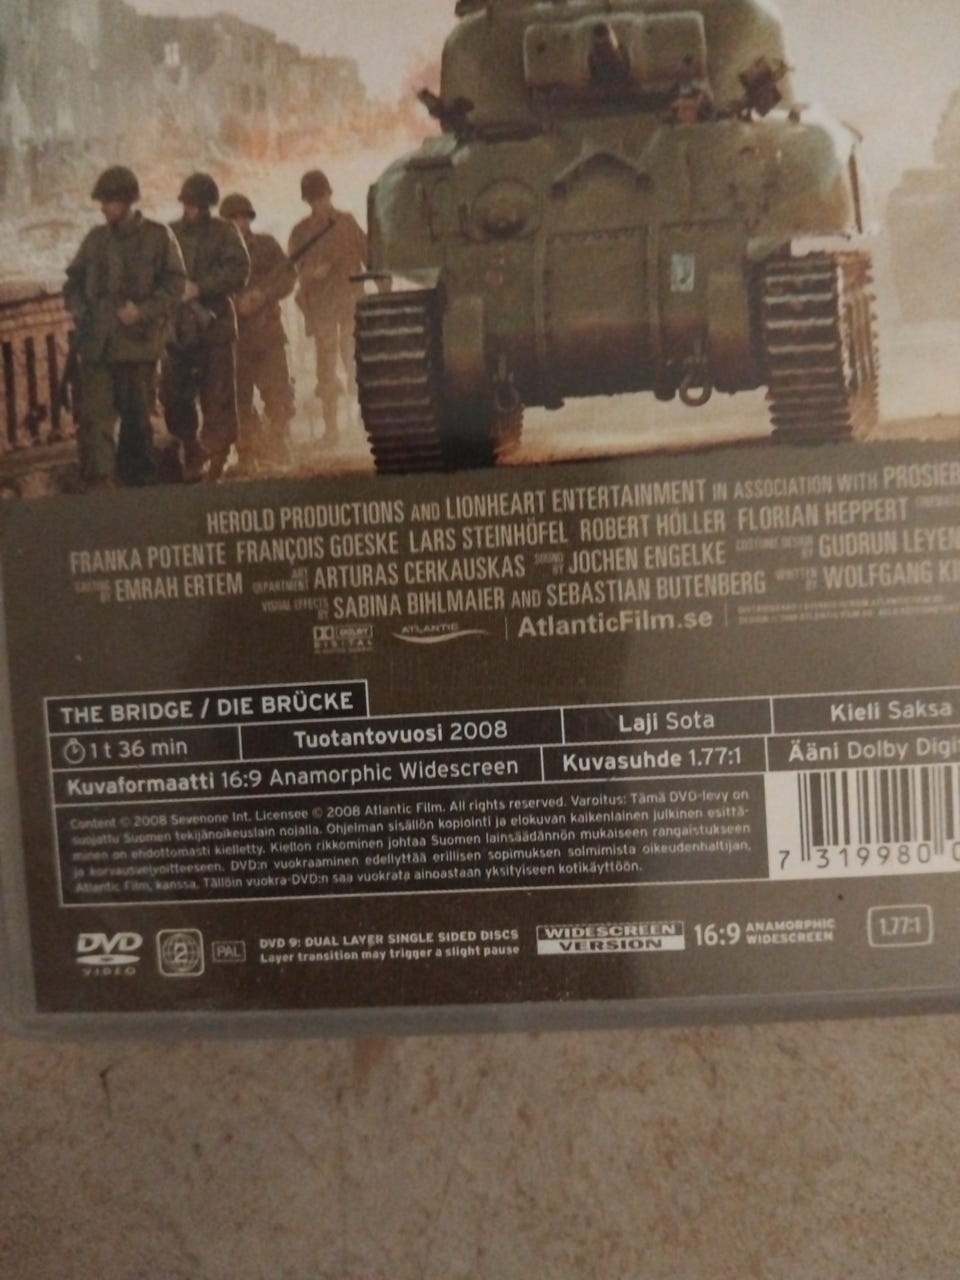 HEROLD PRODUCTIONS AND LIONHEART ENTERTAINMENT IN ASSOCIATION WITH PROSIEB
FRANKA POTENTE FRANÇOIS GOESKE LARS STEINHÖFEL ROBERT HÖLLER FLORIAN HEPPERT
CASTING BY EMRAH ERTEM ART DEPARTMENT ARTURAS CERKAUSKAS SOUND BY JOCHEN ENGELKE COSTUME DESIGN BY GUDRUN LEYEN
VISUAL EFFECTS BY SABINA BIHLMAIER AND SEBASTIAN BUTENBERG WRITTEN BY WOLFGANG KI
DOLBY DIGITAL ATLANTIC AtlanticFilm.se
THE BRIDGE / DIE BRÜCKE
1 t 36 min Tuotantovuosi 2008 Laji Sota Kieli Saksa
Kuvaformaatti 16:9 Anamorphic Widescreen Kuvasuhde 1.77:1 Ääni Dolby Digit
Content © 2008 Sevenone Int. Licensee © 2008 Atlantic Film. All rights reserved. Varoitus: Tämä DVD-levy on
suojattu Suomen tekijänoikeuslain nojalla. Ohjelman sisällön kopiointi ja elokuvan kaikenlainen julkinen esittä-
minen on ehdottomasti kielletty. Kiellon rikkominen johtaa Suomen lainsäädännön mukaiseen rangaistukseen
ja korvausvelvoitteeseen. DVD:n vuokraaminen edellyttää erillisen sopimuksen solmimista oikeudenhaltijan,
Atlantic Film, kanssa. Tällöin vuokra-DVD:n saa vuokrata ainoastaan yksityiseen kotikäyttöön.
7 319980 0
DVD VIDEO 2 PAL DVD 9: DUAL LAYER SINGLE SIDED DISCS
Layer transition may trigger a slight pause
WIDESCREEN
VERSION
16:9 ANAMORPHIC
WIDESCREEN
1.77:1